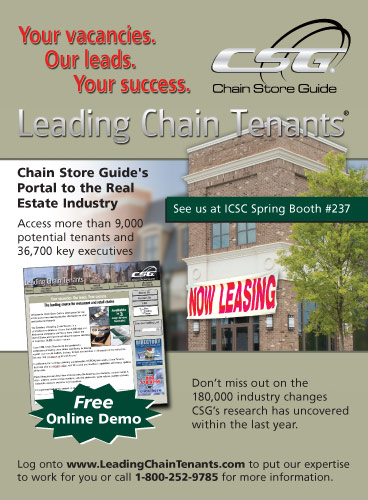 Your vacancies.
Our leads.
Your success.
CSG®
Chain Store Guide
Leading Chain Tenants®
Chain Store Guide's
Portal to the Real
Estate Industry
See us at ICSC Spring Booth #237
Access more than 9,000
potential tenants and
36,700 key executives
Leading Chain Tenants
CSG
NOW LEASING
Free
Online Demo
Don't miss out on the
180,000 industry changes
CSG's research has uncovered
within the last year.
Log onto www.LeadingChainTenants.com to put our expertise
to work for you or call 1-800-252-9785 for more information.